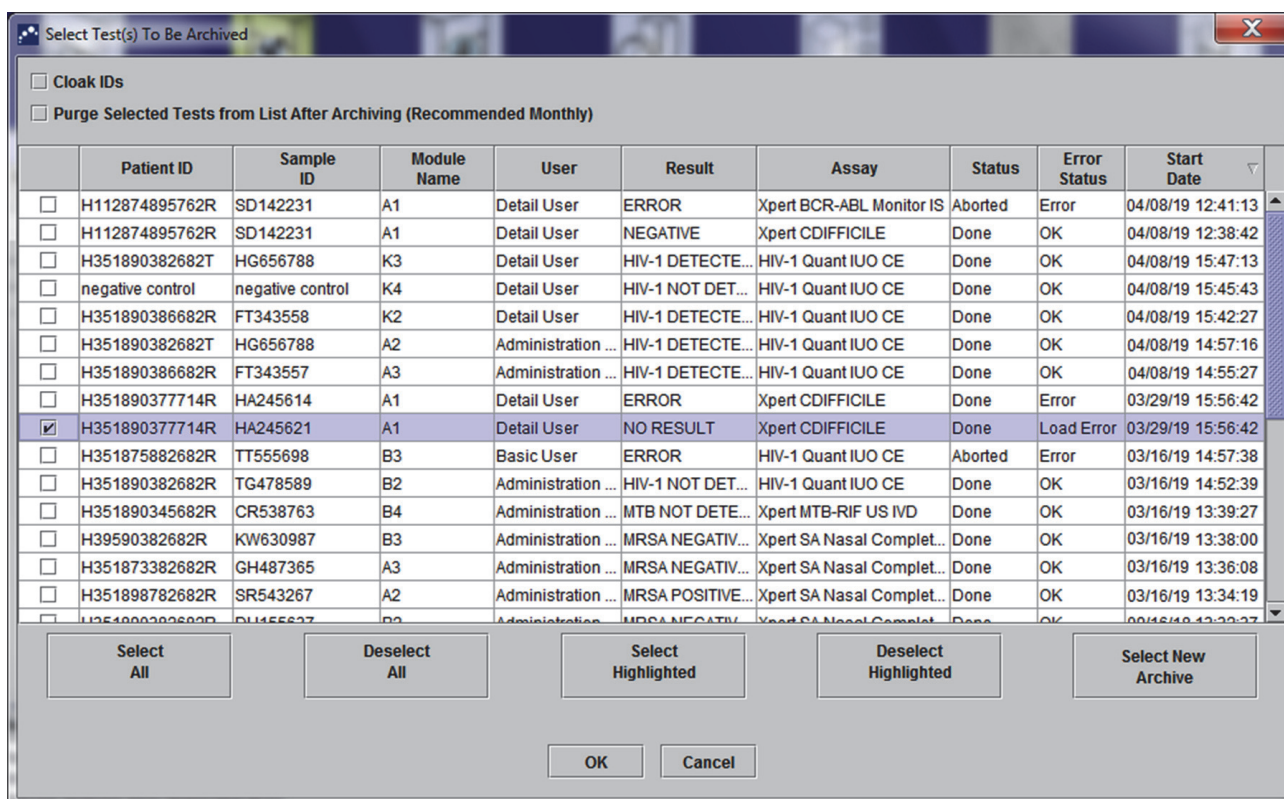 Select Test(s) To Be Archived
Cloak IDs
Purge Selected Tests from List After Archiving (Recommended Monthly)
Patient ID Sample ID Module Name User Result Assay Status Error Status Start Date
H112874895762R SD142231 A1 Detail User ERROR Xpert BCR-ABL Monitor IS Aborted Error 04/08/19 12:41:13
H112874895762R SD142231 A1 Detail User NEGATIVE Xpert CDIFFICILE Done OK 04/08/19 12:38:42
H351890382682T HG656788 K3 Detail User HIV-1 DETECTE... HIV-1 Quant IUO CE Done OK 04/08/19 15:47:13
negative control negative control K4 Detail User HIV-1 NOT DET... HIV-1 Quant IUO CE Done OK 04/08/19 15:45:43
H351890386682R FT343558 K2 Detail User HIV-1 DETECTE... HIV-1 Quant IUO CE Done OK 04/08/19 15:42:27
H351890382682T HG656788 A2 Administration ... HIV-1 DETECTE... HIV-1 Quant IUO CE Done OK 04/08/19 14:57:16
H351890386682R FT343557 A3 Administration ... HIV-1 DETECTE... HIV-1 Quant IUO CE Done OK 04/08/19 14:55:27
H351890377714R HA245614 A1 Detail User ERROR Xpert CDIFFICILE Done Error 03/29/19 15:56:42
H351890377714R HA245621 A1 Detail User NO RESULT Xpert CDIFFICILE Done Load Error 03/29/19 15:56:42
H351875882682R TT555698 B3 Basic User ERROR HIV-1 Quant IUO CE Aborted Error 03/16/19 14:57:38
H351890382682R TG478589 B2 Administration ... HIV-1 NOT DET... HIV-1 Quant IUO CE Done OK 03/16/19 14:52:39
H351890345682R CR538763 B4 Administration ... MTB NOT DETE... Xpert MTB-RIF US IVD Done OK 03/16/19 13:39:27
H39590382682R KW630987 B3 Administration ... MRSA NEGATIV... Xpert SA Nasal Complet... Done OK 03/16/19 13:38:00
H351873382682R GH487365 A3 Administration ... MRSA NEGATIV... Xpert SA Nasal Complet... Done OK 03/16/19 13:36:08
H351898782682R SR543267 A2 Administration ... MRSA POSITIVE... Xpert SA Nasal Complet... Done OK 03/16/19 13:34:19
Select All Deselect All Select Highlighted Deselect Highlighted Select New Archive
OK Cancel